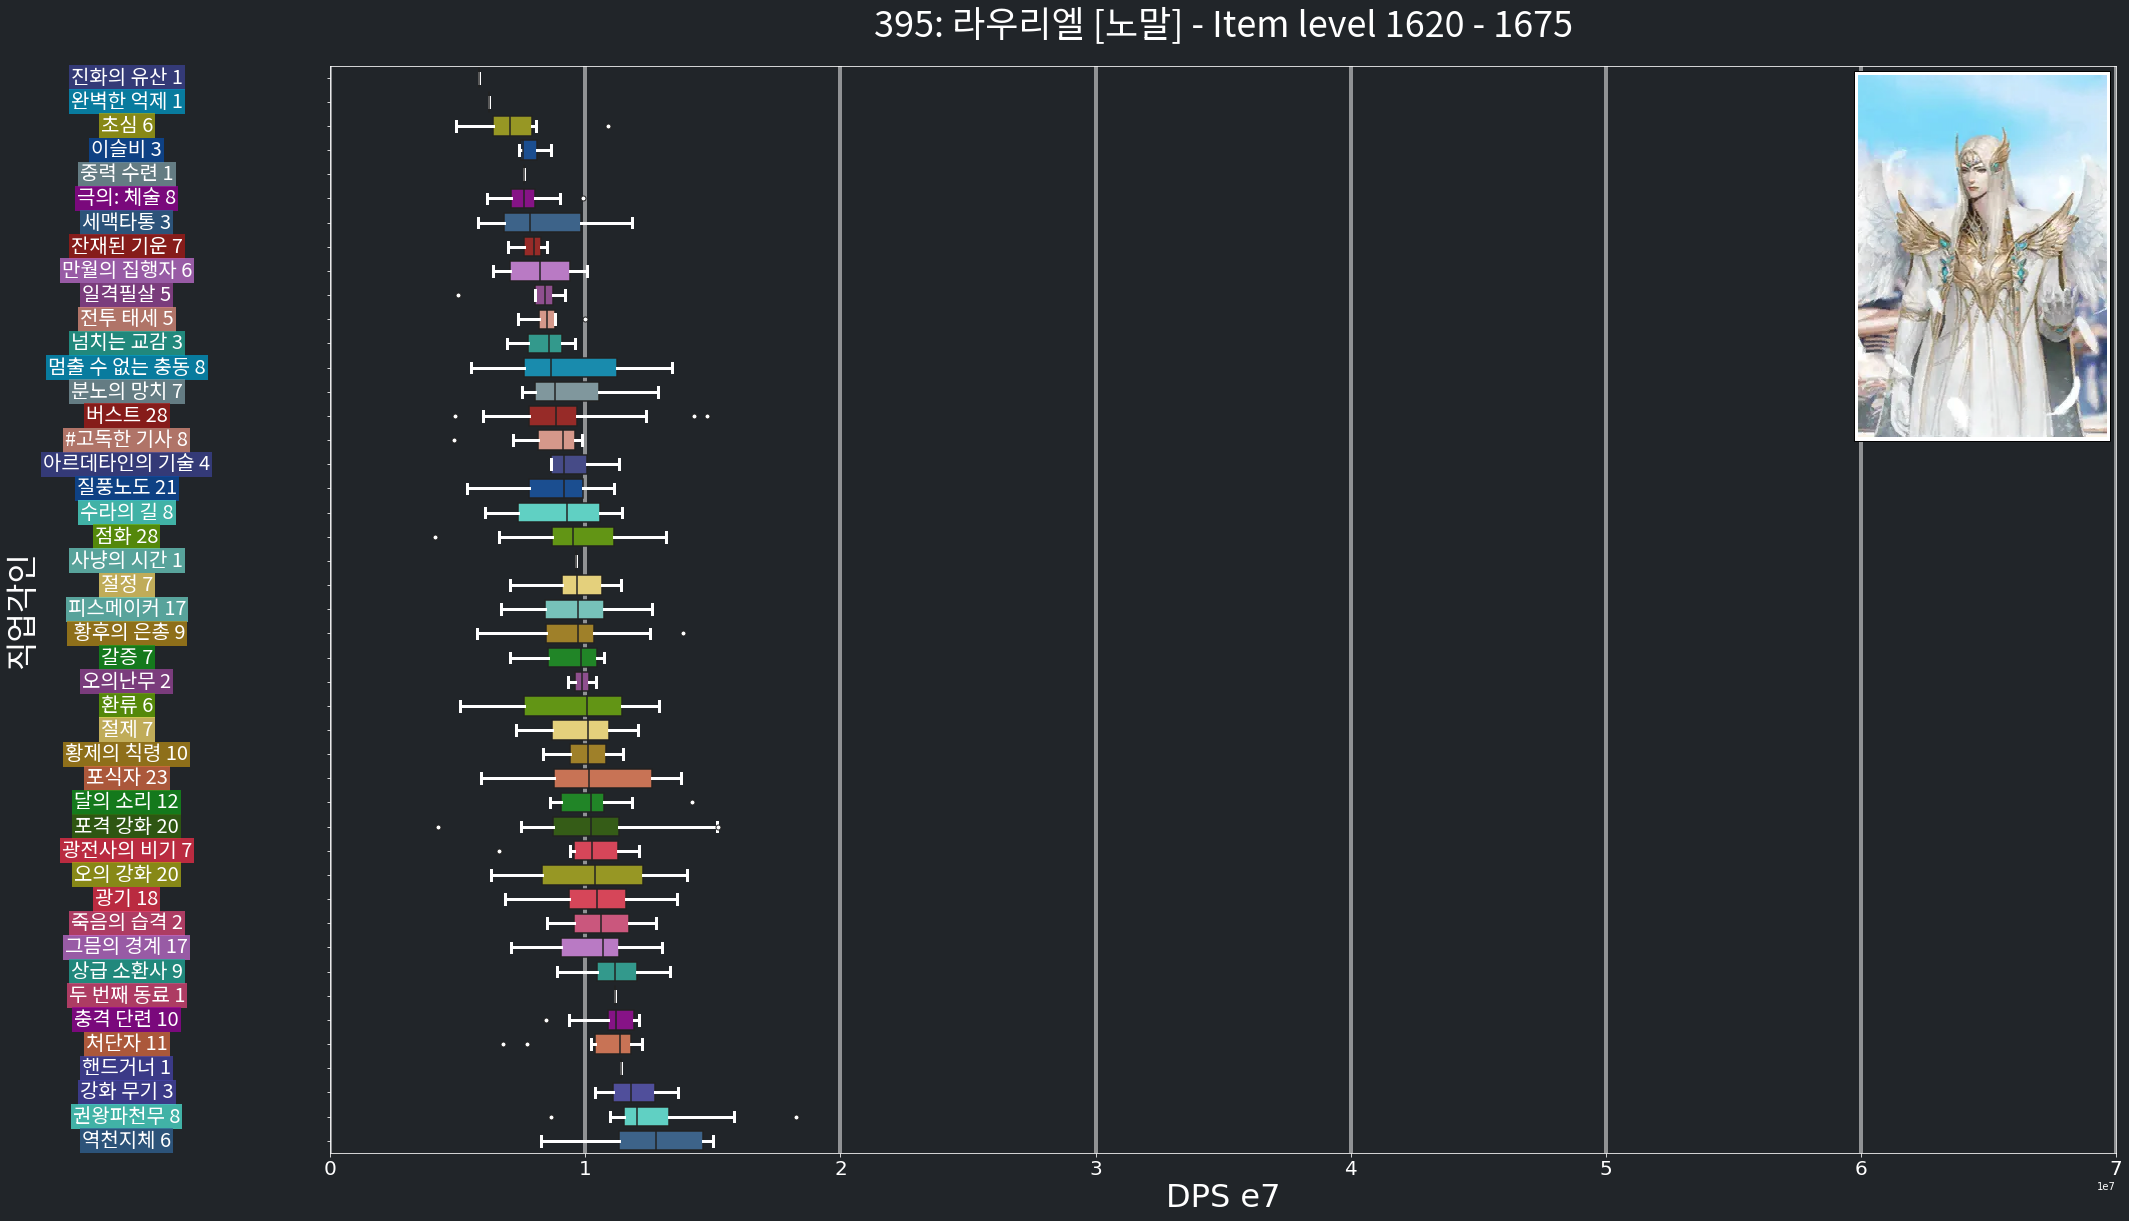 395: 라우리엘 [노말] - Item level 1620 - 1675
직업각인
진화의 유산 1
완벽한 억제 1
초심 6
이슬비 3
중력 수련 1
극의: 체술 8
세맥타통 3
잔재된 기운 7
만월의 집행자 6
일격필살 5
전투 태세 5
넘치는 교감 3
멈출 수 없는 충동 8
분노의 망치 7
버스트 28
#고독한 기사 8
아르데타인의 기술 4
질풍노도 21
수라의 길 8
점화 28
사냥의 시간 1
절정 7
피스메이커 17
황후의 은총 9
갈증 7
오의난무 2
환류 6
절제 7
황제의 칙령 10
포식자 23
달의 소리 12
포격 강화 20
광전사의 비기 7
오의 강화 20
광기 18
죽음의 습격 2
그믐의 경계 17
상급 소환사 9
두 번째 동료 1
충격 단련 10
처단자 11
핸드거너 1
강화 무기 3
권왕파천무 8
역천지체 6
0 1 2 3 4 5 6 7
DPS e7
1e7